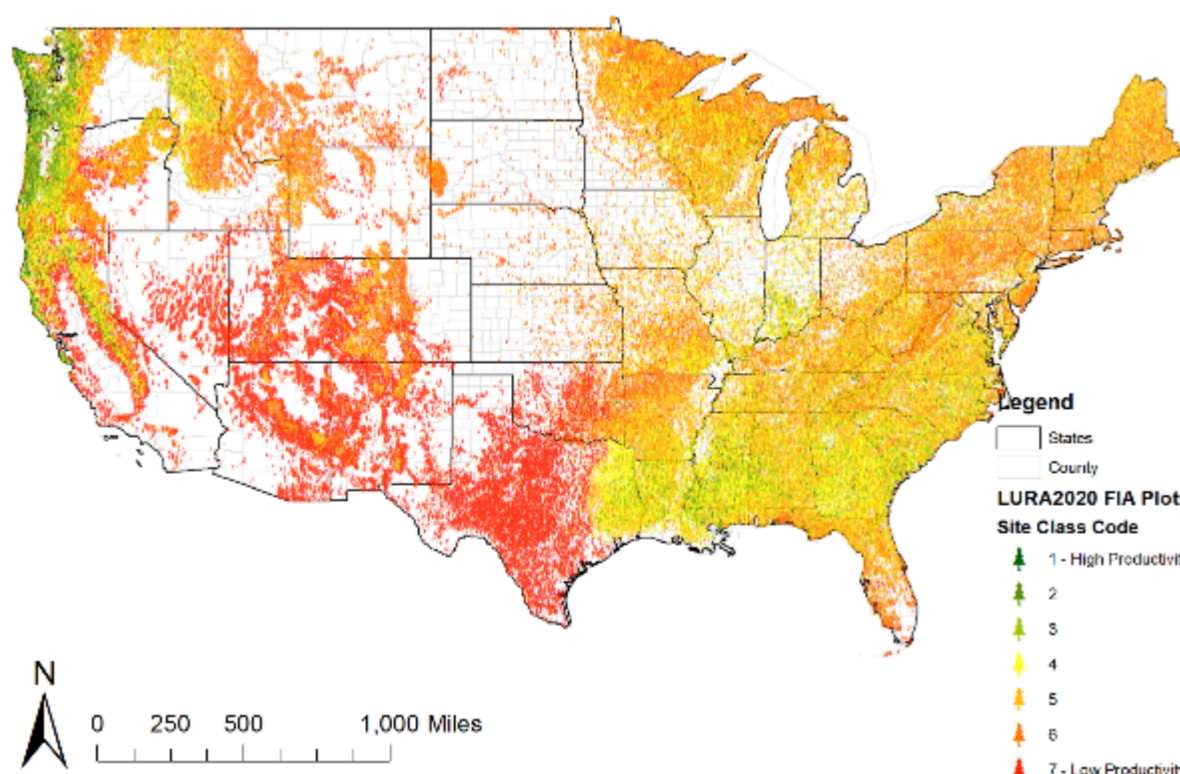 Legend
States
County
LURA2020 FIA Plot
Site Class Code
1 - High Productivit
2
3
4
5
6
7 - Low Productivit
N
0 250 500 1,000 Miles